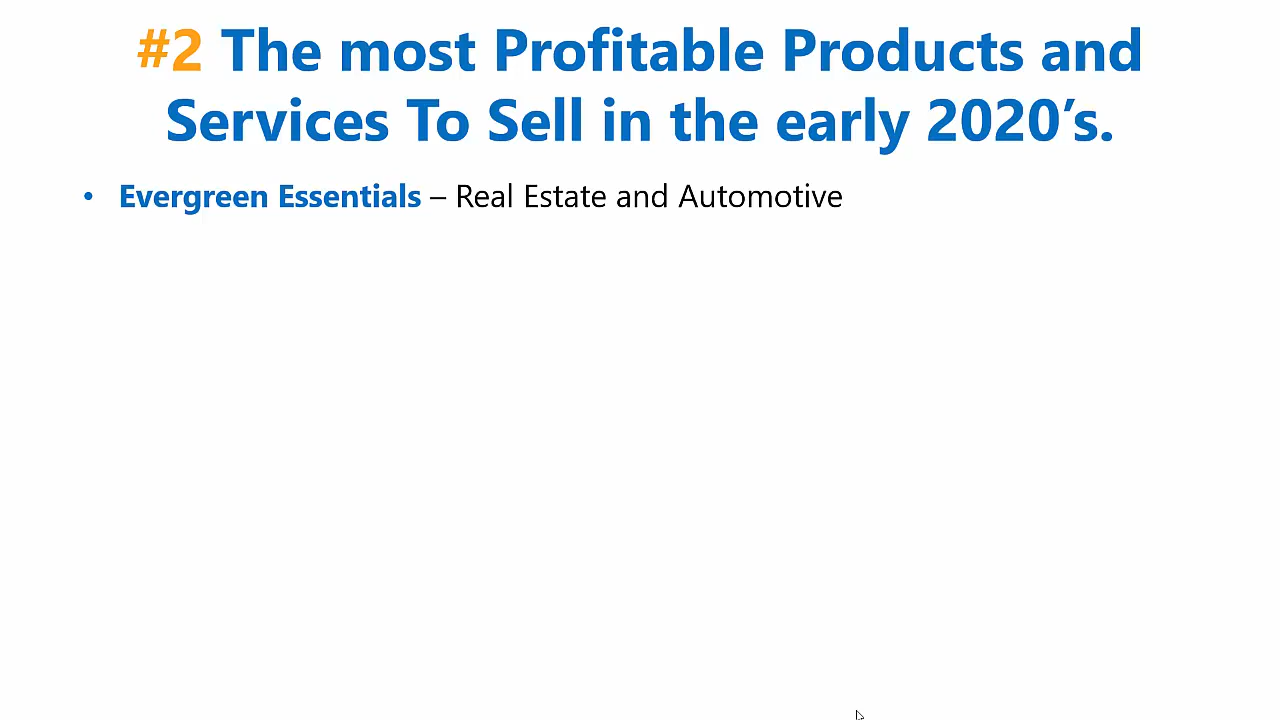 #2 The most Profitable Products and
Services To Sell in the early 2020’s.
• Evergreen Essentials – Real Estate and Automotive